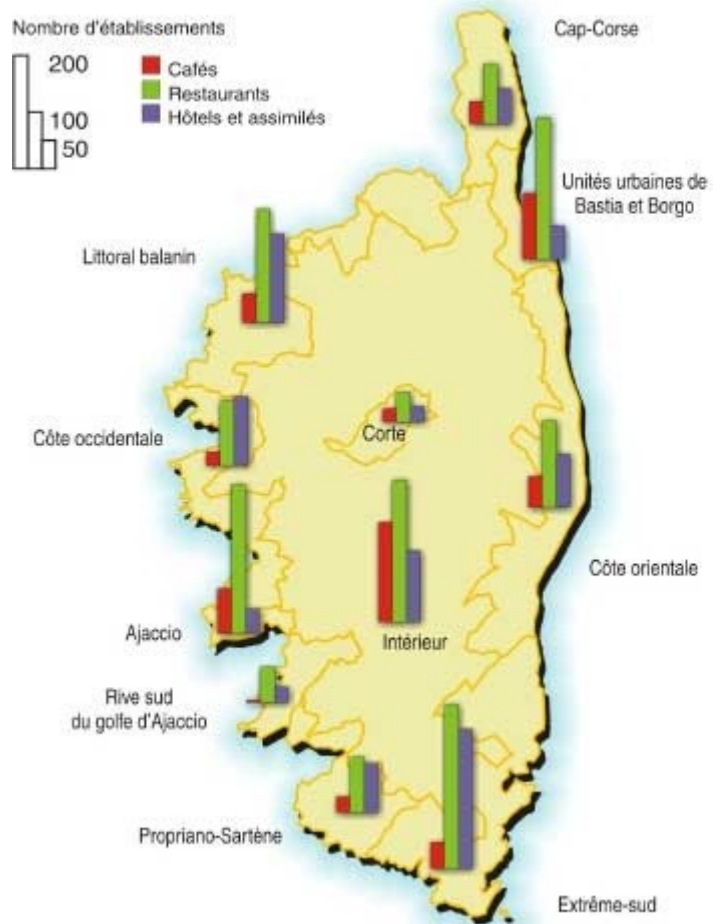 Nombre d'établissements
200
100
50
Cafés
Restaurants
Hôtels et assimilés
Cap-Corse
Unités urbaines de
Bastia et Borgo
Littoral balanin
Côte occidentale
Corte
Côte orientale
Ajaccio
Intérieur
Rive sud
du golfe d'Ajaccio
Propriano-Sartène
Extrême-sud